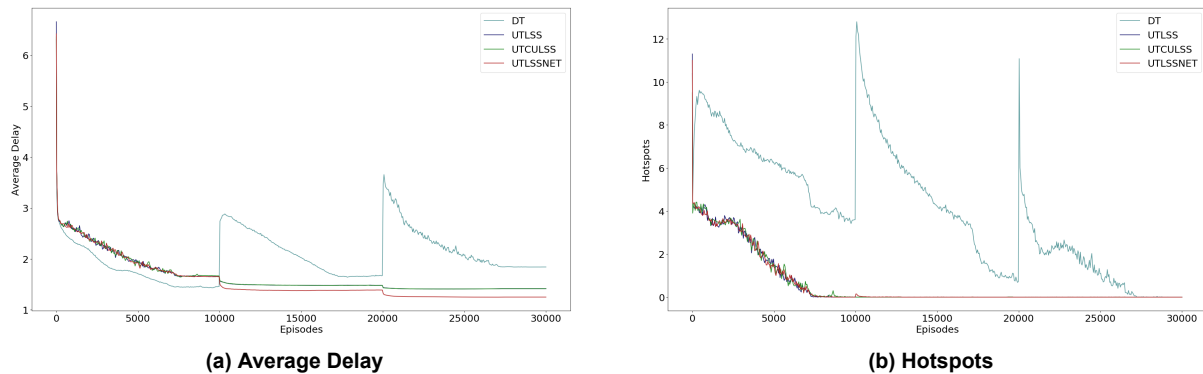 DT
UTLSS
UTCULSS
UTLSSNET
6
5
4
3
2
1
Average Delay
0
5000
10000
15000
20000
25000
30000
Episodes
(a) Average Delay
DT
UTLSS
UTCULSS
UTLSSNET
12
10
8
6
4
2
0
Hotspots
0
5000
10000
15000
20000
25000
30000
Episodes
(b) Hotspots